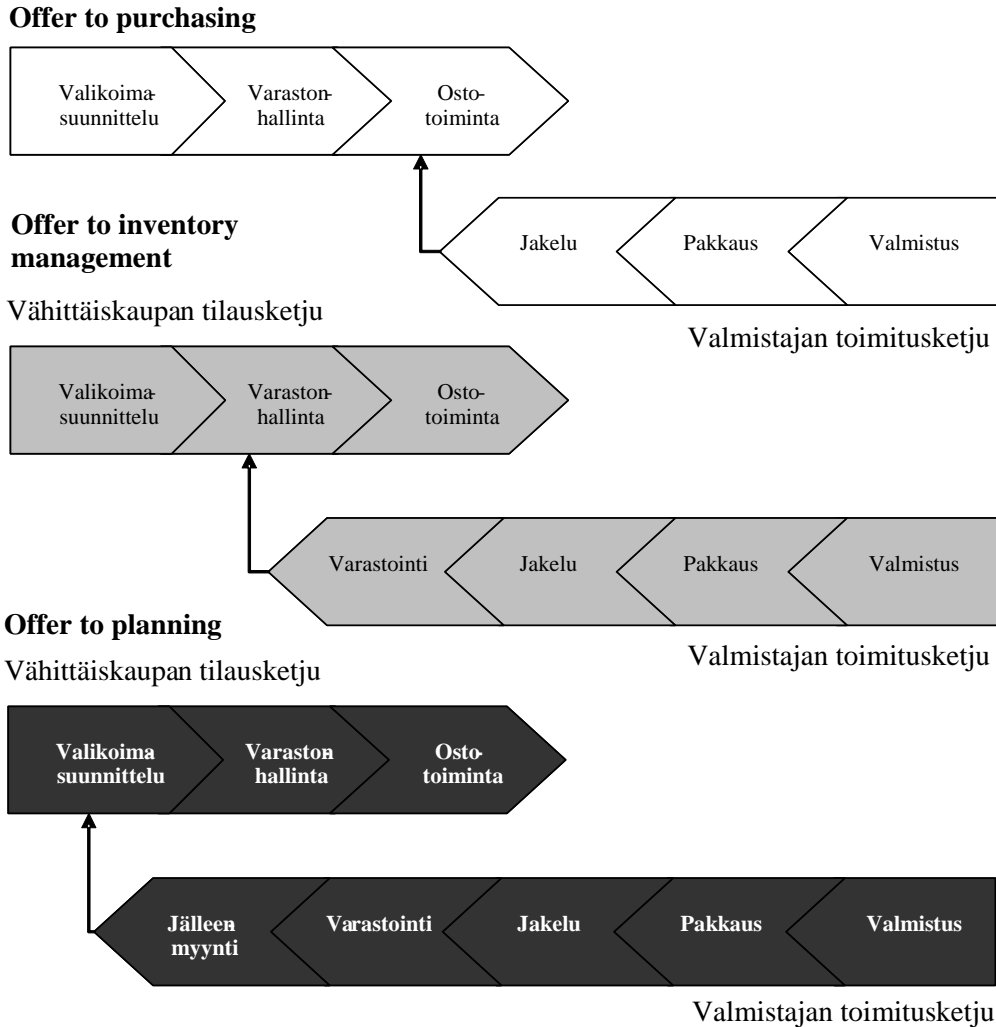 Offer to purchasing
Valikoima-
suunnittelu
Varaston-
hallinta
Osto-
toiminta
Offer to inventory
management
Jakelu
Pakkaus
Valmistus
Vähittäiskaupan tilausketju
Valmistajan toimitusketju
Valikoima-
suunnittelu
Varaston-
hallinta
Osto-
toiminta
Varastointi
Jakelu
Pakkaus
Valmistus
Offer to planning
Valmistajan toimitusketju
Vähittäiskaupan tilausketju
Valikoima-
suunnittelu
Varaston-
hallinta
Osto-
toiminta
Jälleen-
myynti
Varastointi
Jakelu
Pakkaus
Valmistus
Valmistajan toimitusketju